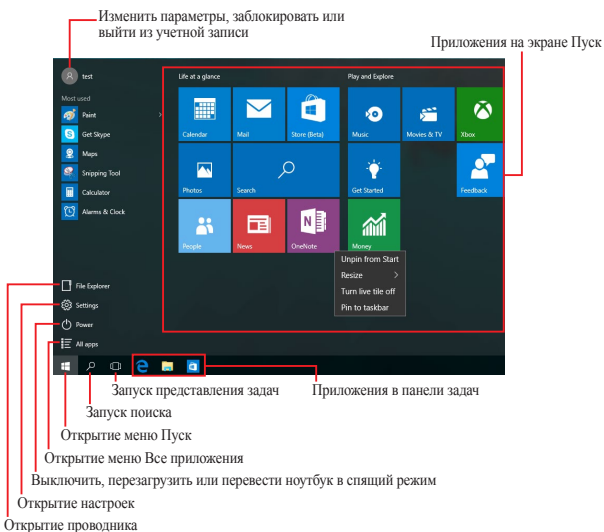 Изменить параметры, заблокировать или
выйти из учетной записи
Приложения на экране Пуск
test
Life at a glance
Play and Explore
Most used
Paint
Get Skype
Maps
Snipping Tool
Calculator
Alarms & Clock
Calendar
Mail
Store (Beta)
Music
Movies & TV
Xbox
Photos
Search
Get Started
Feedback
People
News
OneNote
Money
Unpin from Start
Resize
Turn live tile off
Pin to taskbar
File Explorer
Settings
Power
All apps
Запуск представления задач
Приложения в панели задач
Запуск поиска
Открытие меню Пуск
Открытие меню Все приложения
Выключить, перезагрузить или перевести ноутбук в спящий режим
Открытие настроек
Открытие проводника